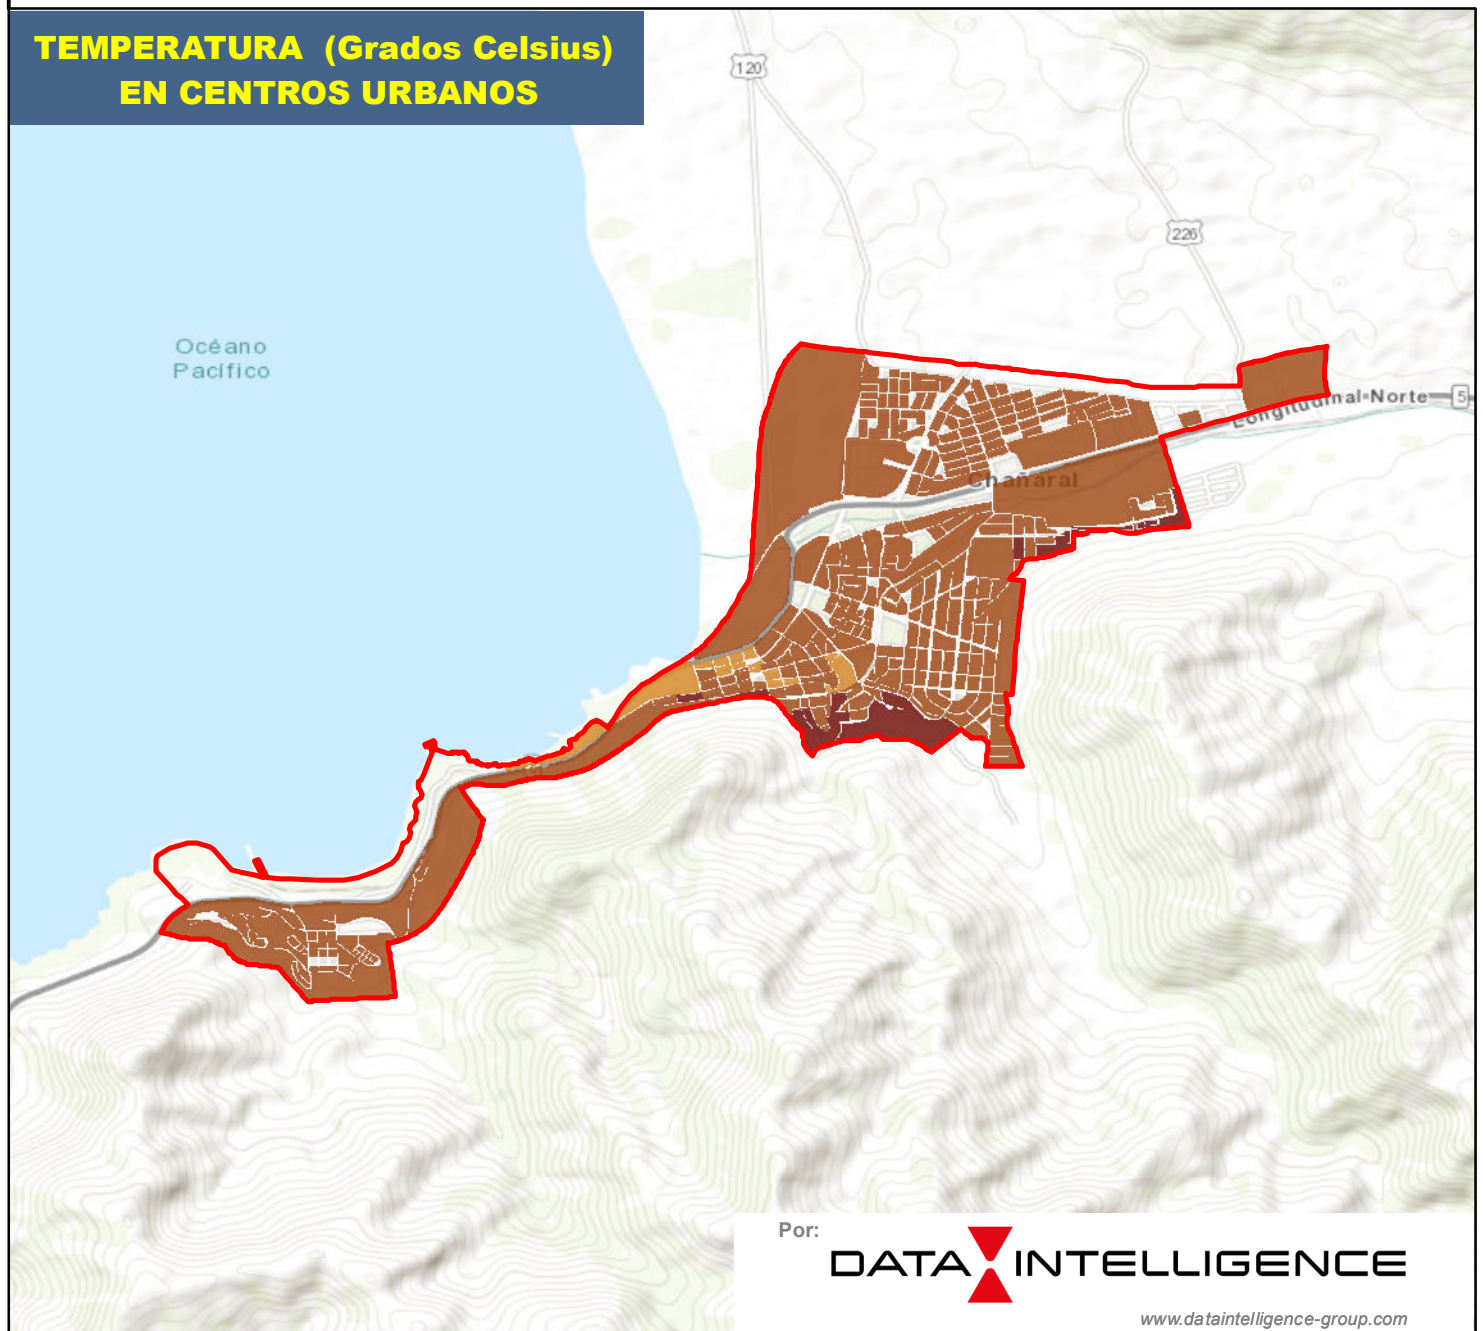 TEMPERATURA (Grados Celsius)
EN CENTROS URBANOS
120
226
Océano
Pacífico
Longitudinal-Norte
5
Chañaral
Por:
DATA INTELLIGENCE
www.dataintelligence-group.com